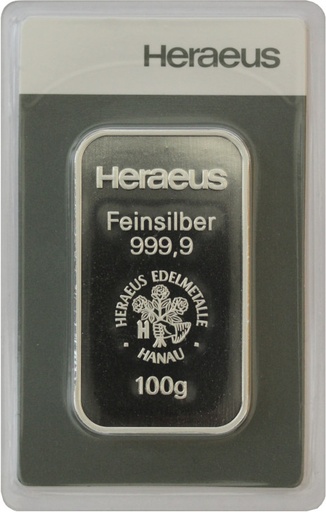 Heraeus
Heraeus
Feinsilber
999,9
HERAEUS EDELMETALLE
H
· HANAU ·
100g